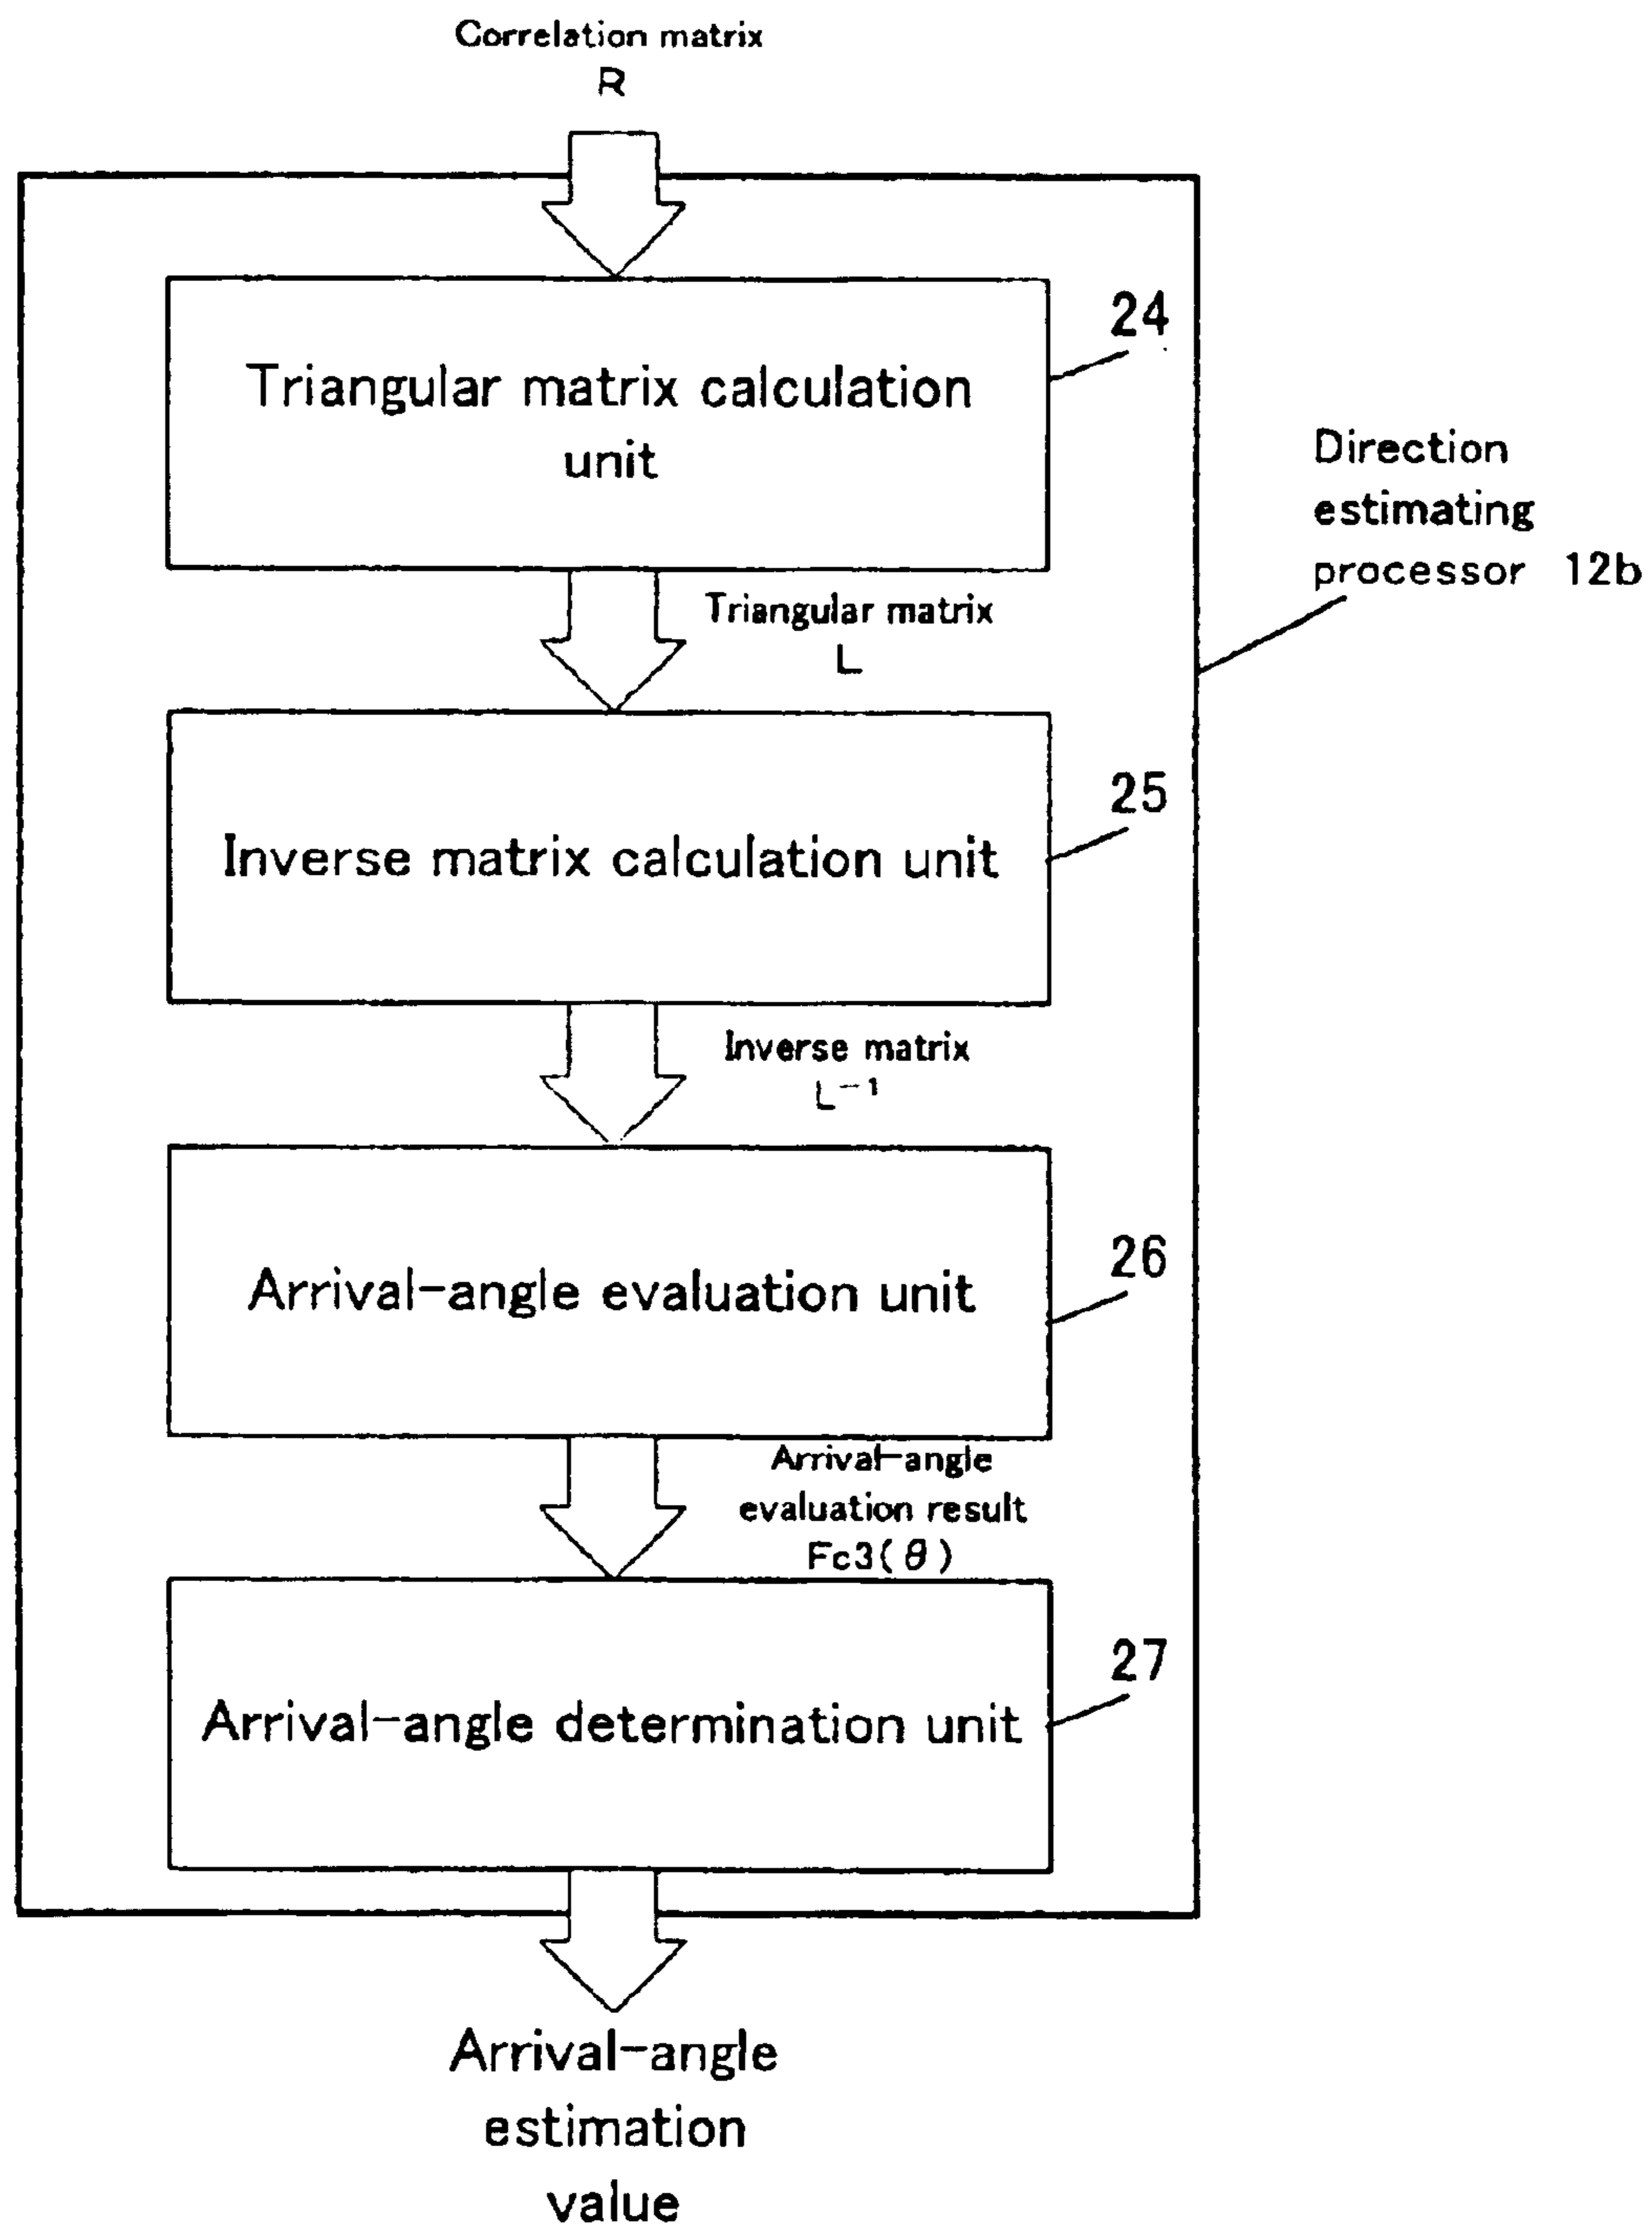 Correlation matrix
R
24
Triangular matrix calculation
unit
Direction
estimating
processor 12b
Triangular matrix
L
25
Inverse matrix calculation unit
Inverse matrix
L⁻¹
26
Arrival-angle evaluation unit
Arrival-angle
evaluation result
Fc3(θ)
27
Arrival-angle determination unit
Arrival-angle
estimation
value